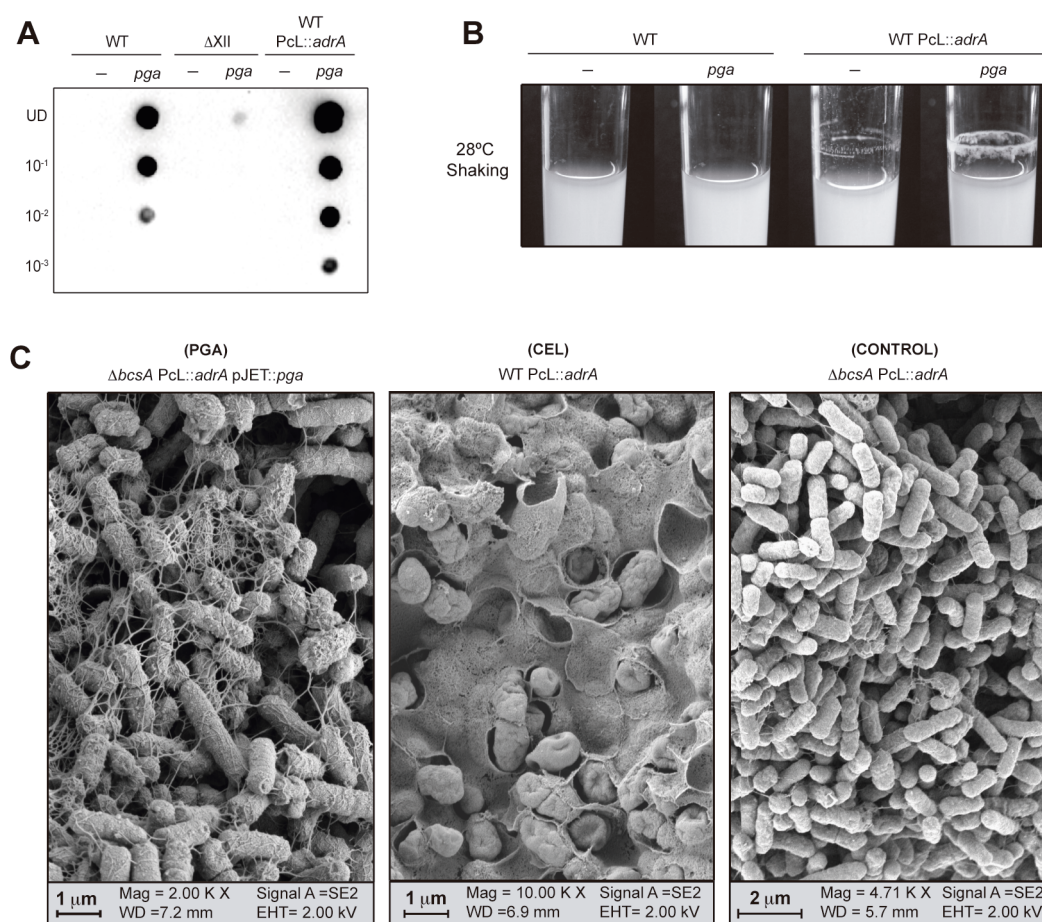 A
WT
ΔXII
WT
PcL::adrA
– pga – pga – pga
UD
10-1
10-2
10-3
B
WT
WT PcL::adrA
– pga – pga
28ºC
Shaking
C
(PGA)
ΔbcsA PcL::adrA pJET::pga
(CEL)
WT PcL::adrA
(CONTROL)
ΔbcsA PcL::adrA
1 µm
Mag = 2.00 K X Signal A =SE2
WD =7.2 mm EHT= 2.00 kV
1 µm
Mag = 10.00 K X Signal A =SE2
WD =6.9 mm EHT= 2.00 kV
2 µm
Mag = 4.71 K X Signal A =SE2
WD = 5.7 mm EHT= 2.00 kV